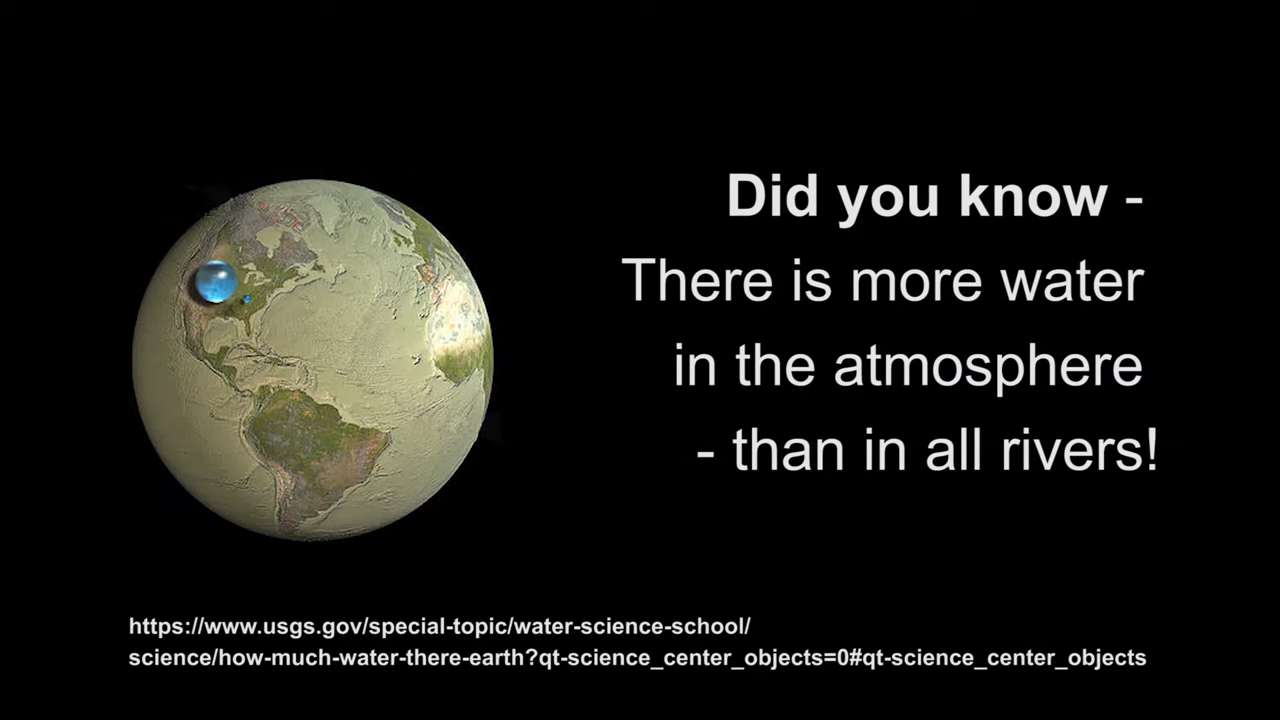 Did you know -
There is more water
in the atmosphere
- than in all rivers!
https://www.usgs.gov/special-topic/water-science-school/
science/how-much-water-there-earth?qt-science_center_objects=0#qt-science_center_objects